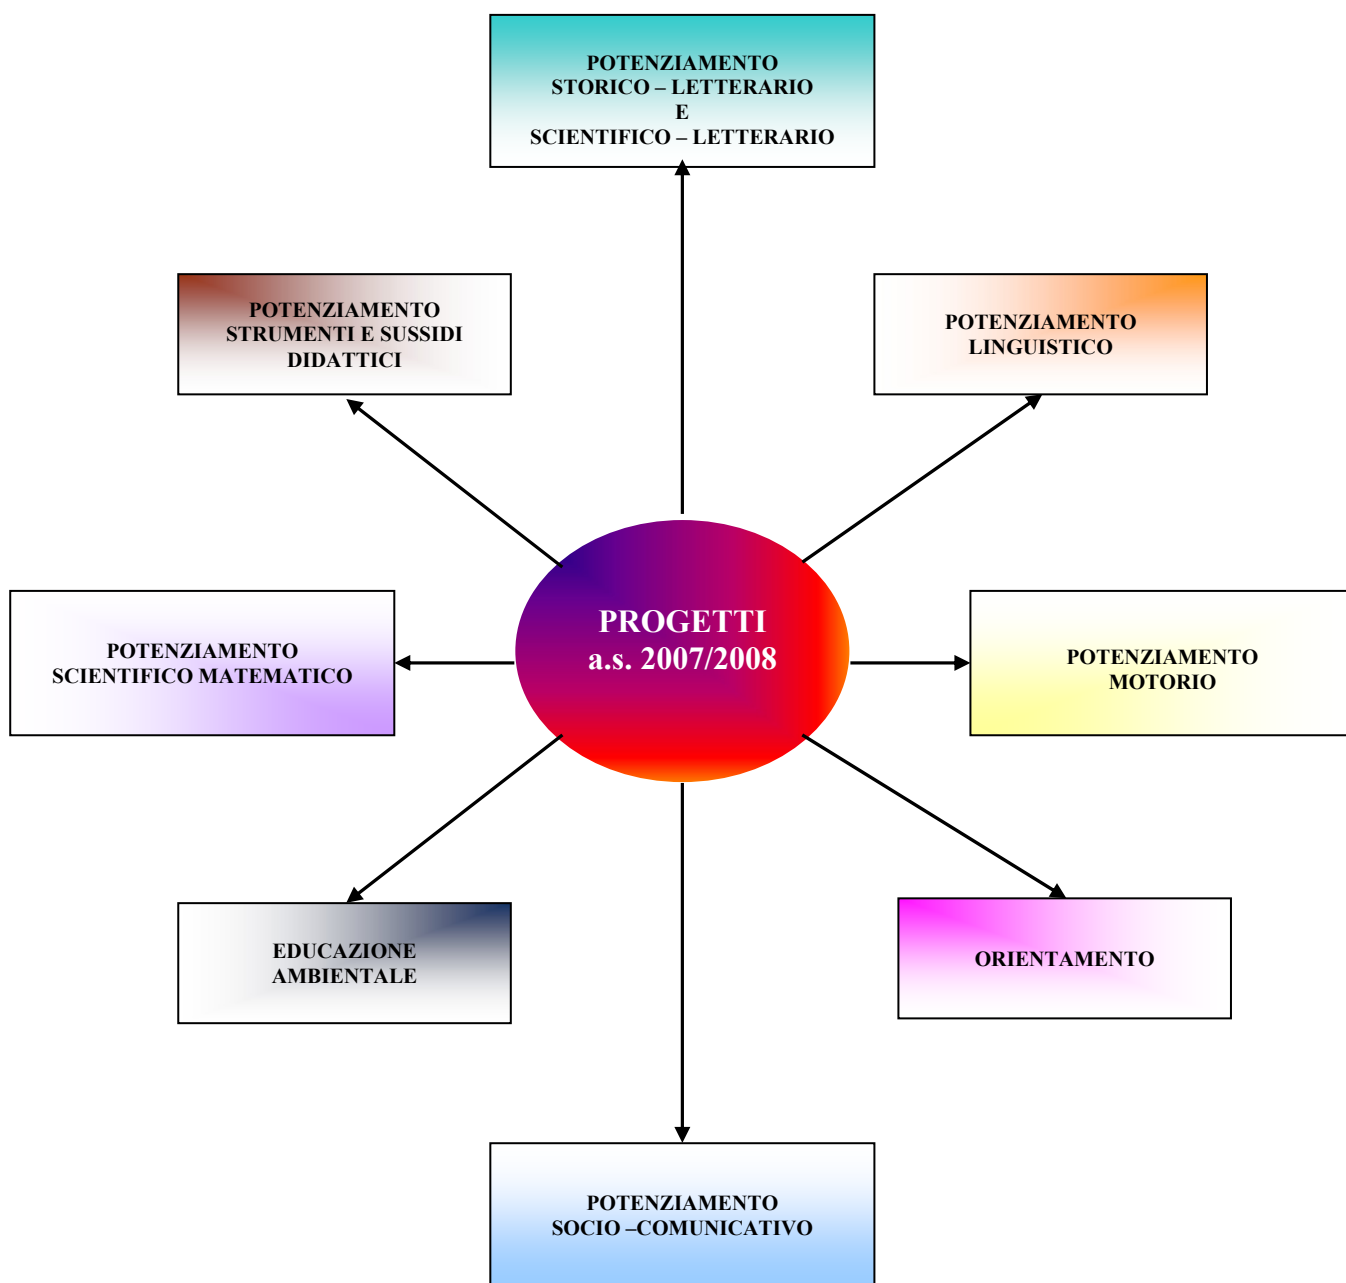 POTENZIAMENTO
STORICO – LETTERARIO
E
SCIENTIFICO – LETTERARIO
POTENZIAMENTO
STRUMENTI E SUSSIDI
DIDATTICI
POTENZIAMENTO
LINGUISTICO
PROGETTI
a.s. 2007/2008
POTENZIAMENTO
SCIENTIFICO MATEMATICO
POTENZIAMENTO
MOTORIO
EDUCAZIONE
AMBIENTALE
ORIENTAMENTO
POTENZIAMENTO
SOCIO –COMUNICATIVO